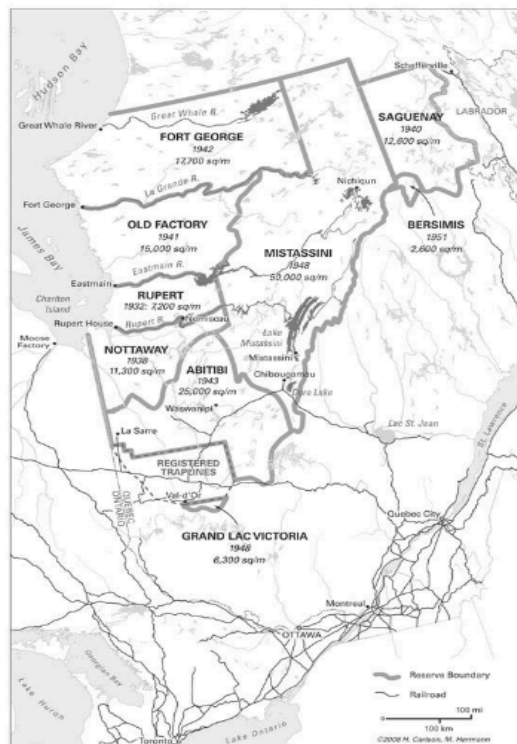 Hudson Bay
Schefferville
LABRADOR
Great Whale R.
Great Whale River
FORT GEORGE
1942
17,700 sq/m
SAGUENAY
1940
12,600 sq/m
La Grande R.
Nichiqun
Fort George
OLD FACTORY
1941
15,000 sq/m
BERSIMIS
1951
2,600 sq/m
MISTASSINI
1948
50,000 sq/m
James Bay
Eastmain R.
Eastmain
Charlton
Island
RUPERT
1932: 7,200 sq/m
Rupert House
Rupert R.
Nemiscau
Moose
Factory
NOTTAWAY
1938
11,300 sq/m
Lake
Mistassini
Mistassini
ABITIBI
1943
25,000 sq/m
Chibougamau
Dore Lake
Waswanipi
La Sarre
Lac St. Jean
St. Lawrence
REGISTERED
TRAPLINES
QUEBEC
ONTARIO
Val-d'Or
Quebec City
GRAND LAC VICTORIA
1948
6,300 sq/m
Montreal
OTTAWA
Georgian Bay
Lake Huron
Toronto
Lake Ontario
Reserve Boundary
Railroad
100 mi
100 km
©2008 H. Carlson, M. Hermann